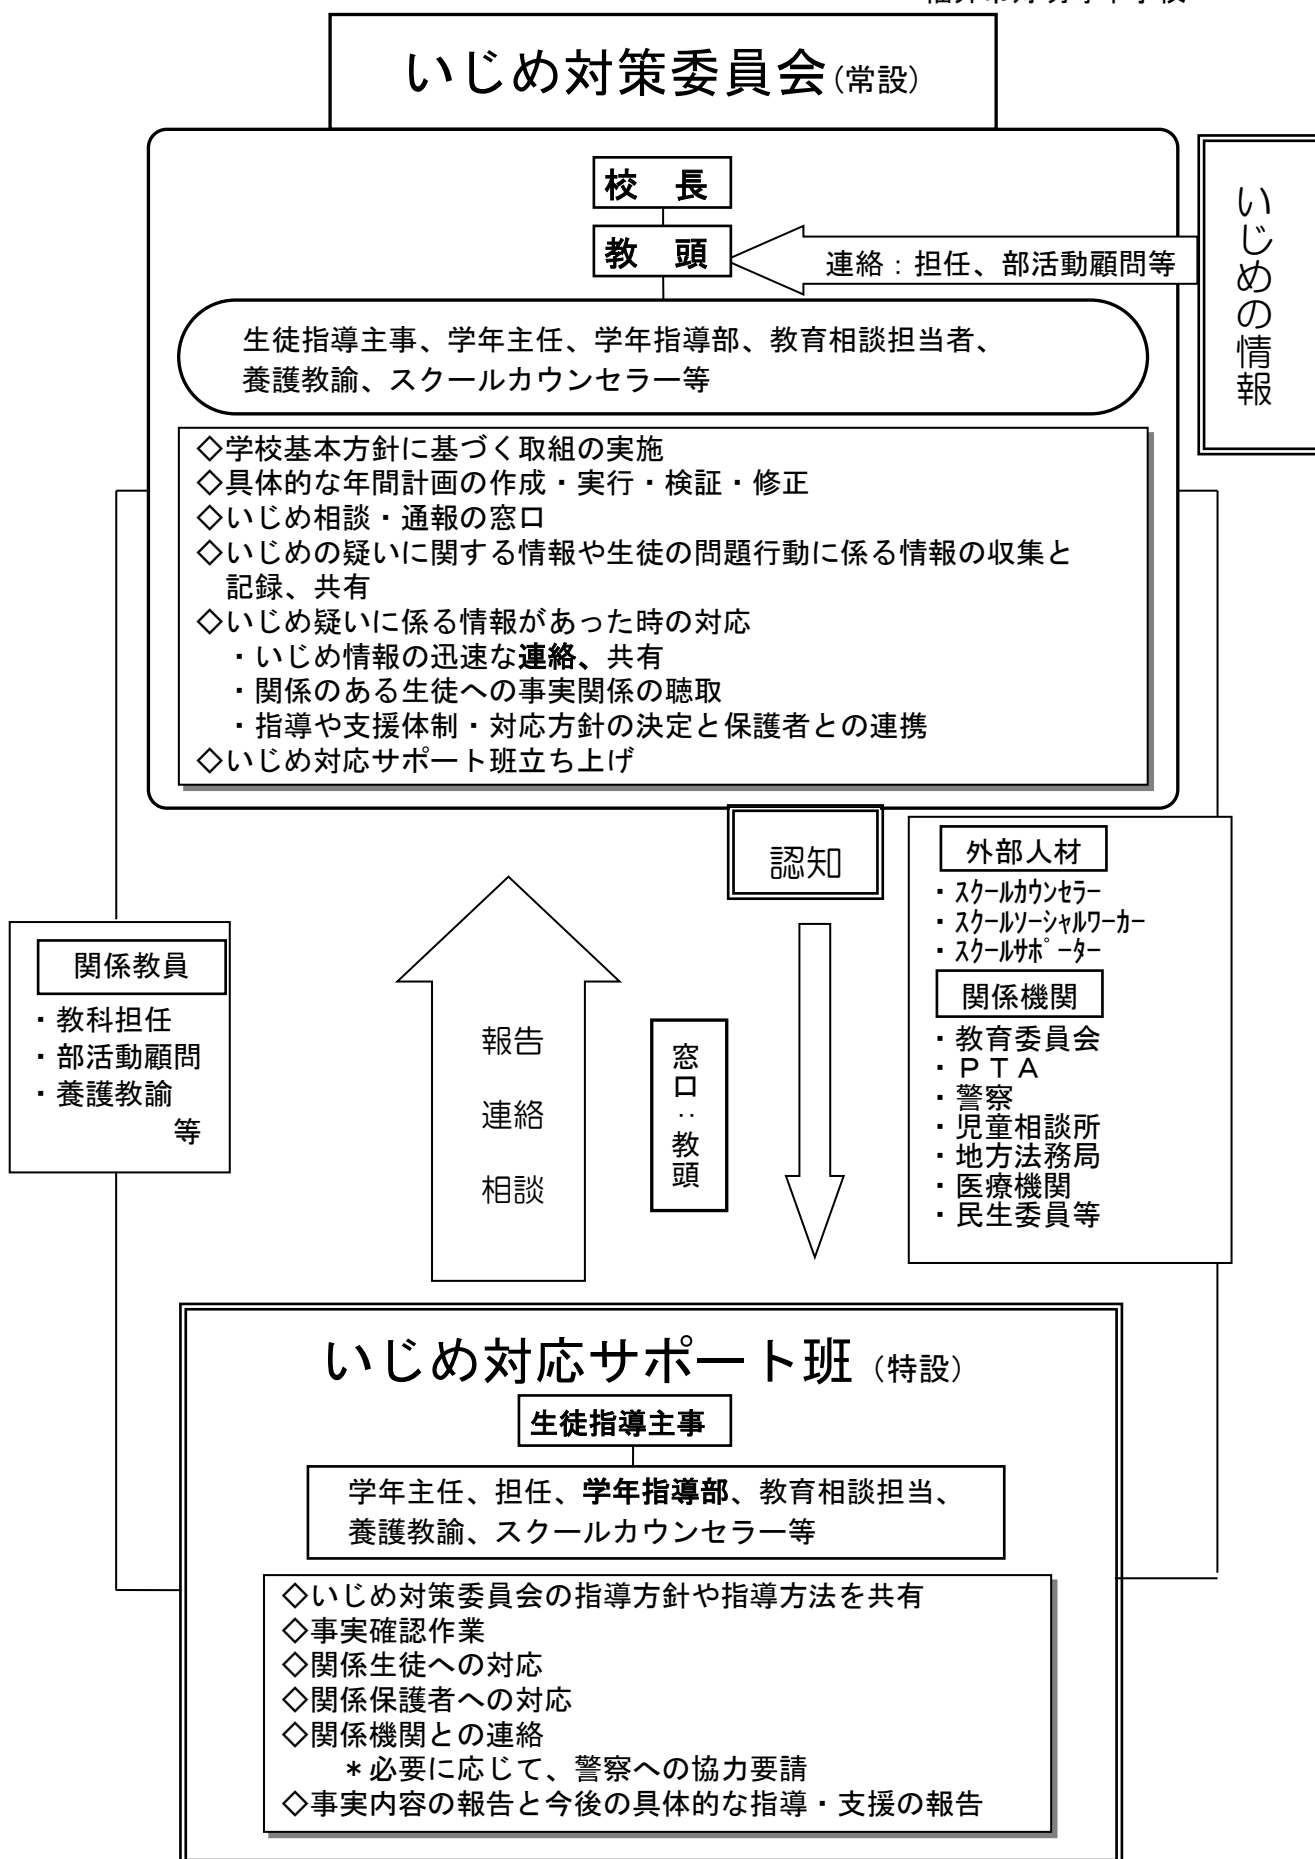 いじめ対策委員会(常設)
校　長
教　頭
連絡：担任、部活動顧問等
いじめの情報
生徒指導主事、学年主任、学年指導部、教育相談担当者、
養護教諭、スクールカウンセラー等
◇学校基本方針に基づく取組の実施
◇具体的な年間計画の作成・実行・検証・修正
◇いじめ相談・通報の窓口
◇いじめの疑いに関する情報や生徒の問題行動に係る情報の収集と
記録、共有
◇いじめ疑いに係る情報があった時の対応
・いじめ情報の迅速な連絡、共有
・関係のある生徒への事実関係の聴取
・指導や支援体制・対応方針の決定と保護者との連携
◇いじめ対応サポート班立ち上げ
認知
外部人材
・ｽｸｰﾙｶｳﾝｾﾗｰ
・ｽｸｰﾙｿｰｼｬﾙﾜｰｶｰ
・ｽｸｰﾙｻﾎﾟｰﾀｰ
関係機関
・教育委員会
・ＰＴＡ
・警察
・児童相談所
・地方法務局
・医療機関
・民生委員等
関係教員
・教科担任
・部活動顧問
・養護教諭
等
報告
連絡
相談
窓口：教頭
いじめ対応サポート班（特設）
生徒指導主事
学年主任、担任、学年指導部、教育相談担当、
養護教諭、スクールカウンセラー等
◇いじめ対策委員会の指導方針や指導方法を共有
◇事実確認作業
◇関係生徒への対応
◇関係保護者への対応
◇関係機関との連絡
＊必要に応じて、警察への協力要請
◇事実内容の報告と今後の具体的な指導・支援の報告